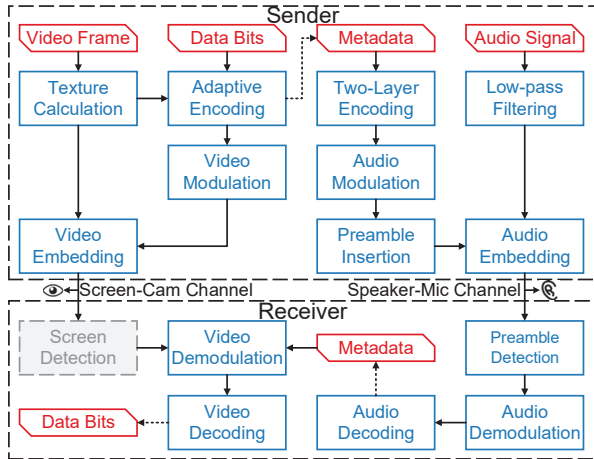 Sender
Video Frame
Data Bits
Metadata
Audio Signal
Texture
Calculation
Adaptive
Encoding
Two-Layer
Encoding
Low-pass
Filtering
Video
Modulation
Audio
Modulation
Video
Embedding
Preamble
Insertion
Audio
Embedding
Screen-Cam Channel
Speaker-Mic Channel
Receiver
Screen
Detection
Video
Demodulation
Metadata
Preamble
Detection
Data Bits
Video
Decoding
Audio
Decoding
Audio
Demodulation